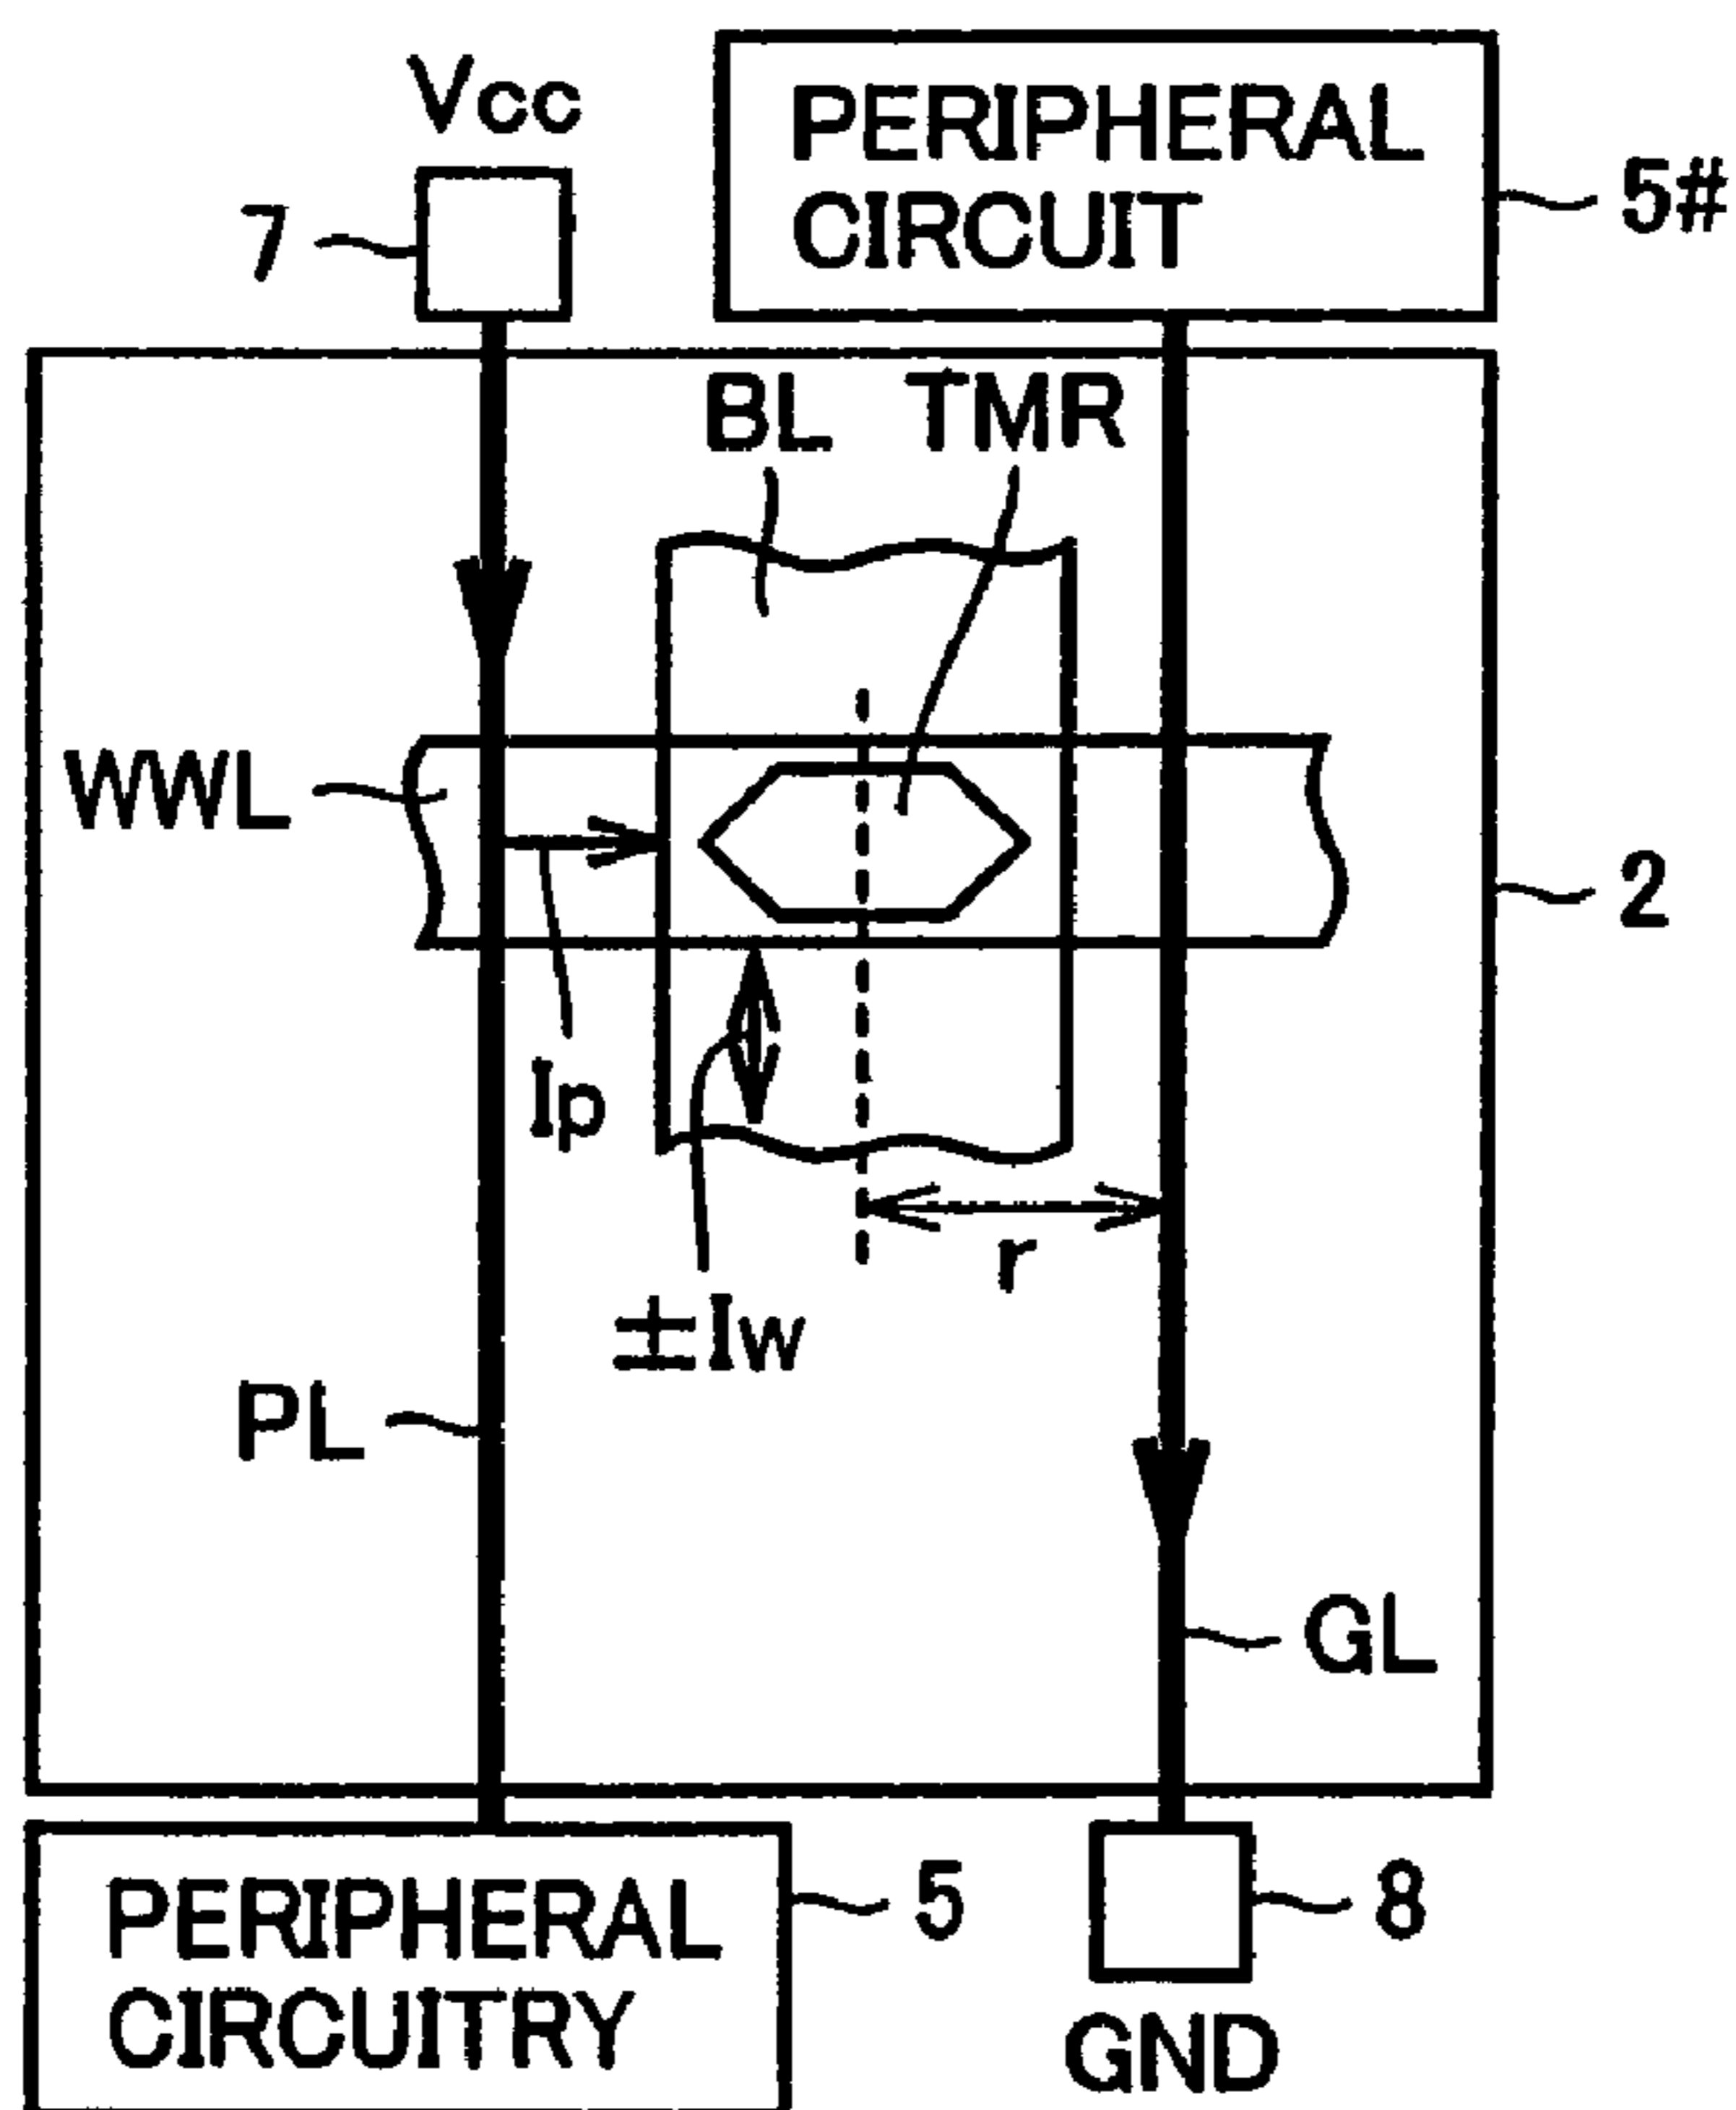 Vcc
PERIPHERAL
CIRCUIT
5#
7
BL TMR
WWL
2
Ip
r
±Iw
PL
GL
PERIPHERAL
CIRCUITRY
5
8
GND